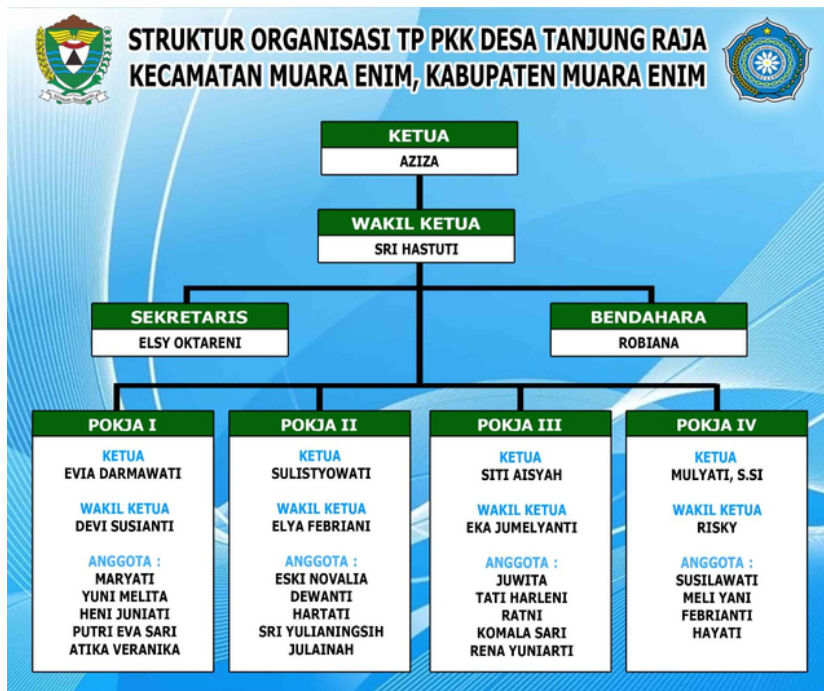 STRUKTUR ORGANISASI TP PKK DESA TANJUNG RAJA
KECAMATAN MUARA ENIM, KABUPATEN MUARA ENIM
KETUA
AZIZA
WAKIL KETUA
SRI HASTUTI
SEKRETARIS
ELSY OKTARENI
BENDAHARA
ROBIANA
POKJA I
KETUA
EVIA DARMAWATI
WAKIL KETUA
DEVI SUSIANTI
ANGGOTA :
MARYATI
YUNI MELITA
HENI JUNIATI
PUTRI EVA SARI
ATIKA VERANIKA
POKJA II
KETUA
SULISTYOWATI
WAKIL KETUA
ELYA FEBRIANI
ANGGOTA :
ESKI NOVALIA
DEWANTI
HARTATI
SRI YULIANINGSIH
JULAINAH
POKJA III
KETUA
SITI AISYAH
WAKIL KETUA
EKA JUMELYANTI
ANGGOTA :
JUWITA
TATI HARLENI
RATNI
KOMALA SARI
RENA YUNIARTI
POKJA IV
KETUA
MULYATI, S.SI
WAKIL KETUA
RISKY
ANGGOTA :
SUSILAWATI
MELI YANI
FEBRIANTI
HAYATI